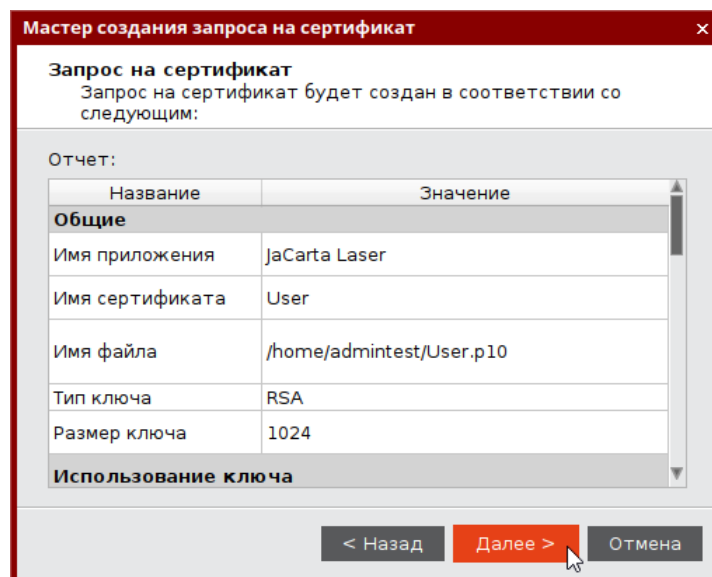 Мастер создания запроса на сертификат ×
Запрос на сертификат
Запрос на сертификат будет создан в соответствии со
следующим:
Отчет:
Название Значение
Общие
Имя приложения JaCarta Laser
Имя сертификата User
Имя файла /home/admintest/User.p10
Тип ключа RSA
Размер ключа 1024
Использование ключа
< Назад Далее > Отмена